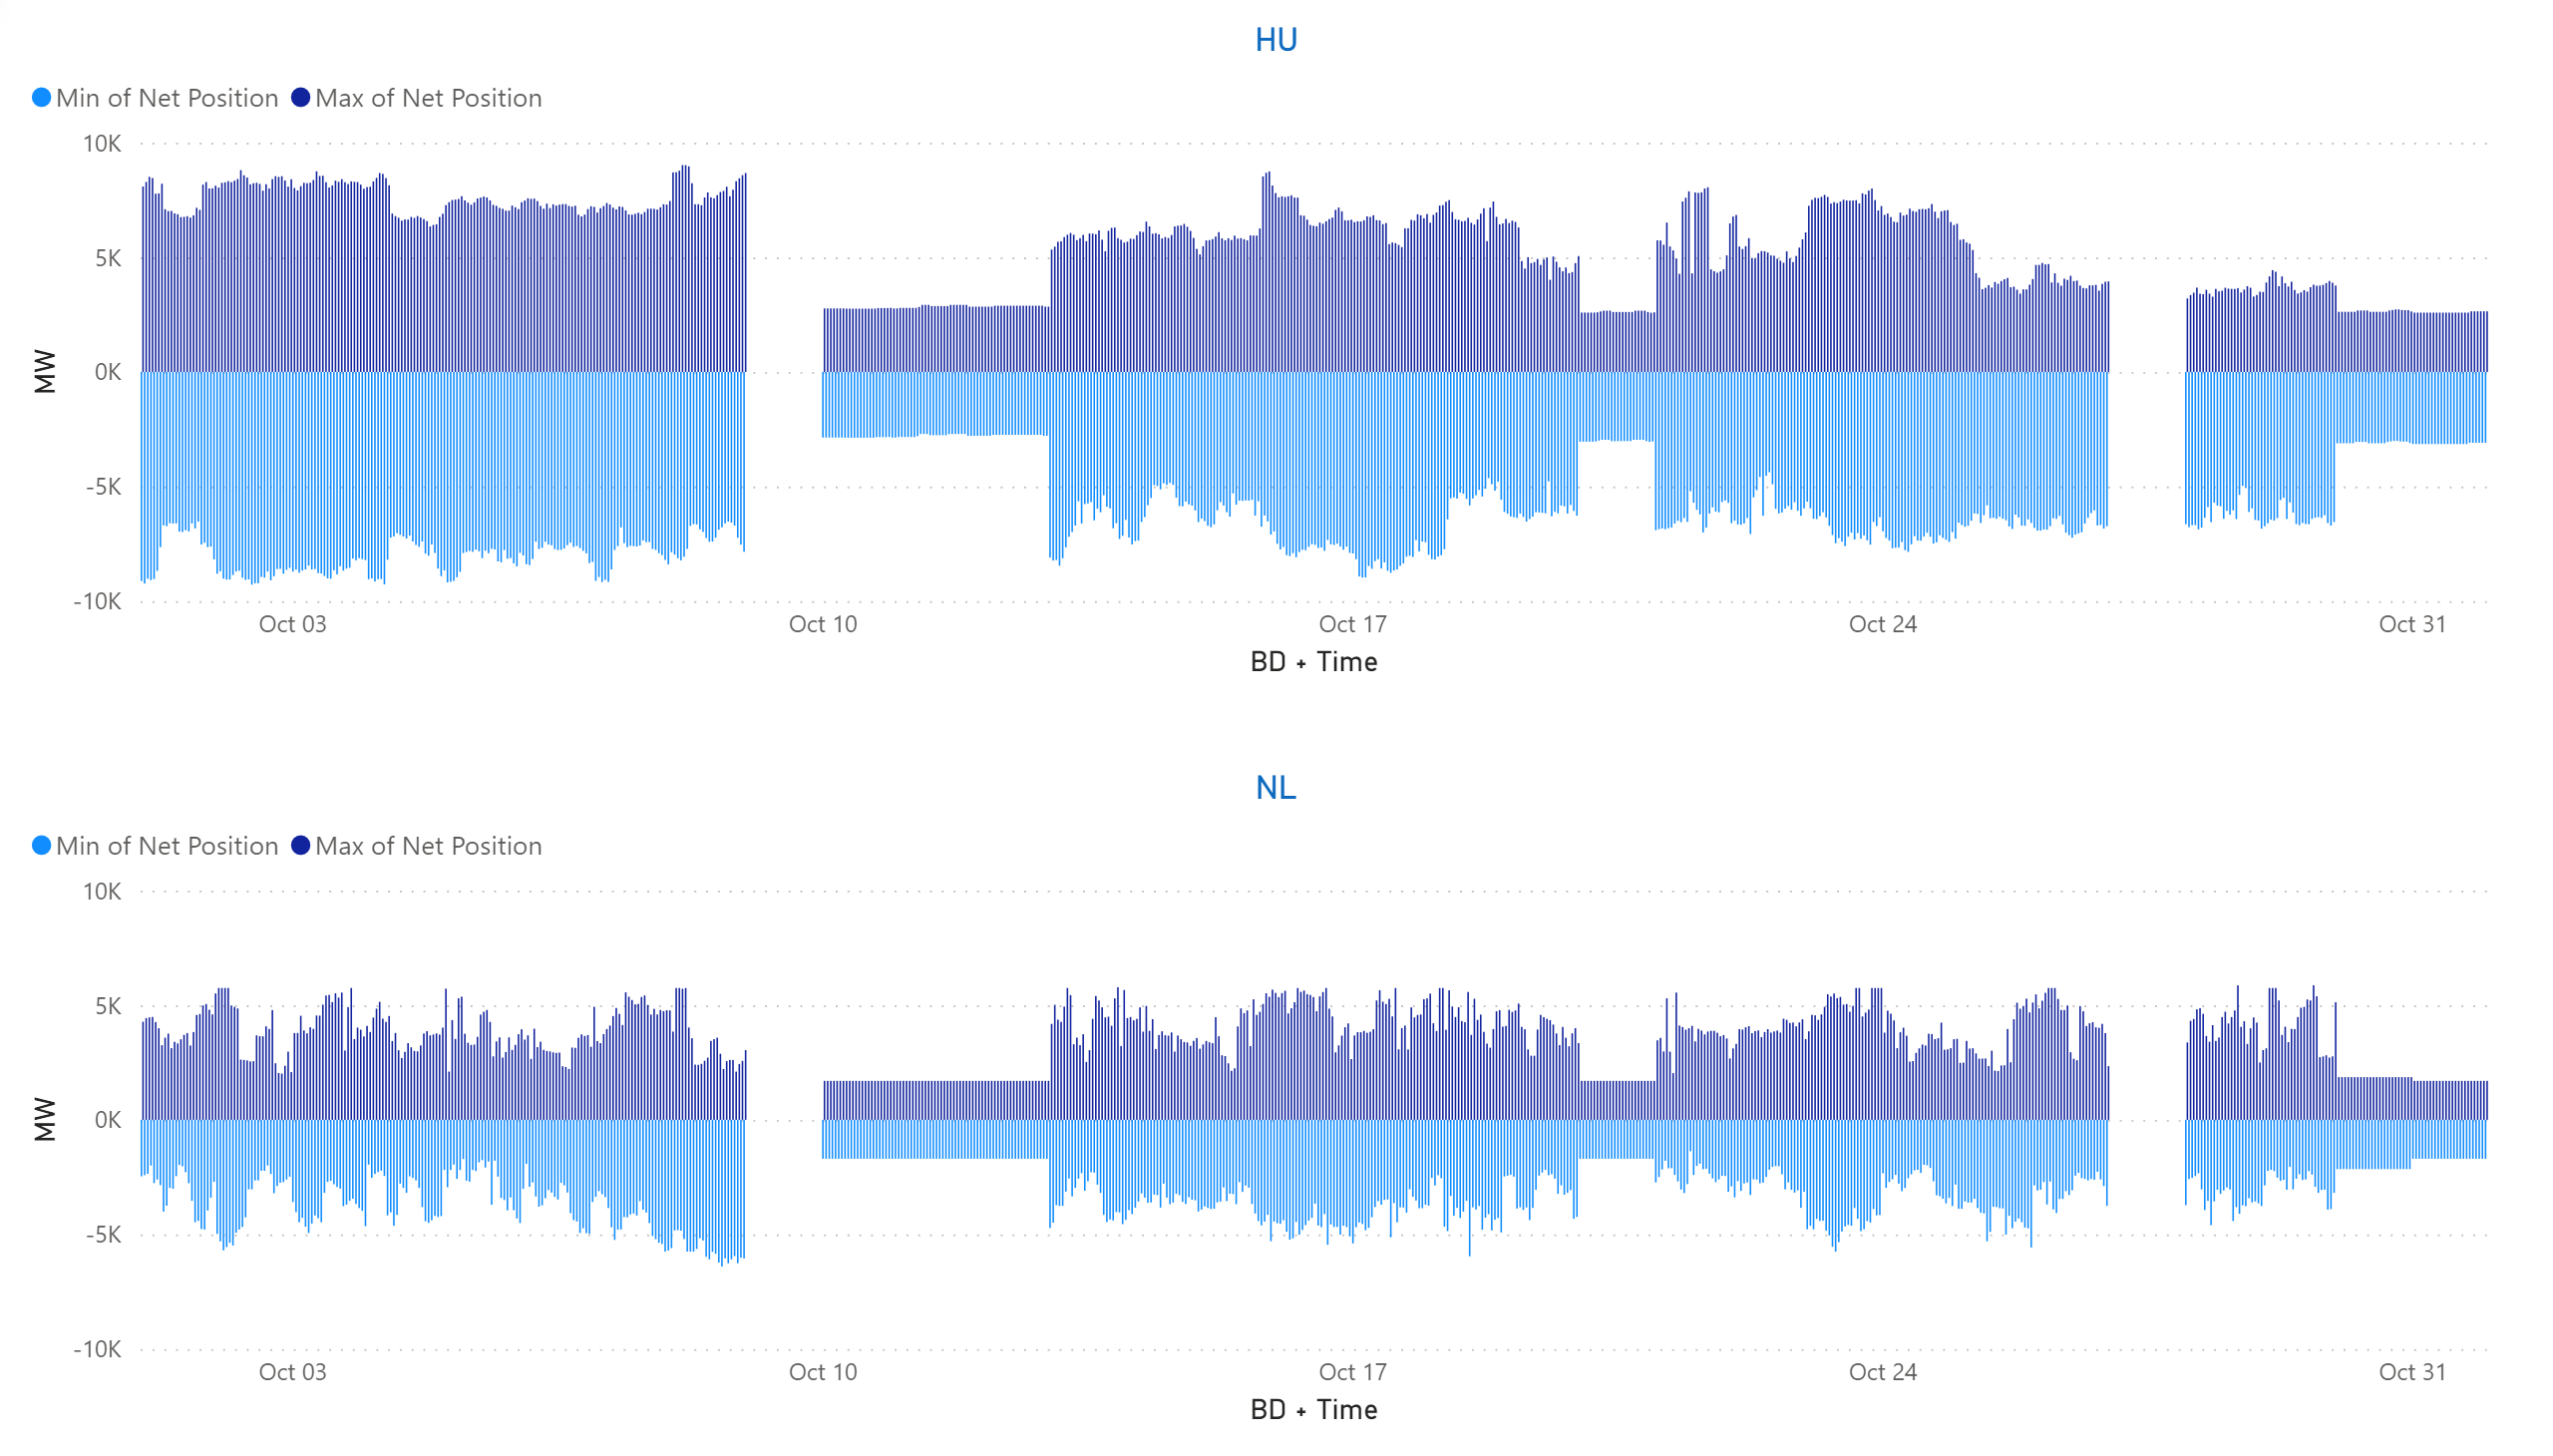 HU
Min of Net Position Max of Net Position
10K
5K
0K
-5K
-10K
MW
Oct 03 Oct 10 Oct 17 Oct 24 Oct 31
BD + Time
NL
Min of Net Position Max of Net Position
10K
5K
0K
-5K
-10K
MW
Oct 03 Oct 10 Oct 17 Oct 24 Oct 31
BD + Time